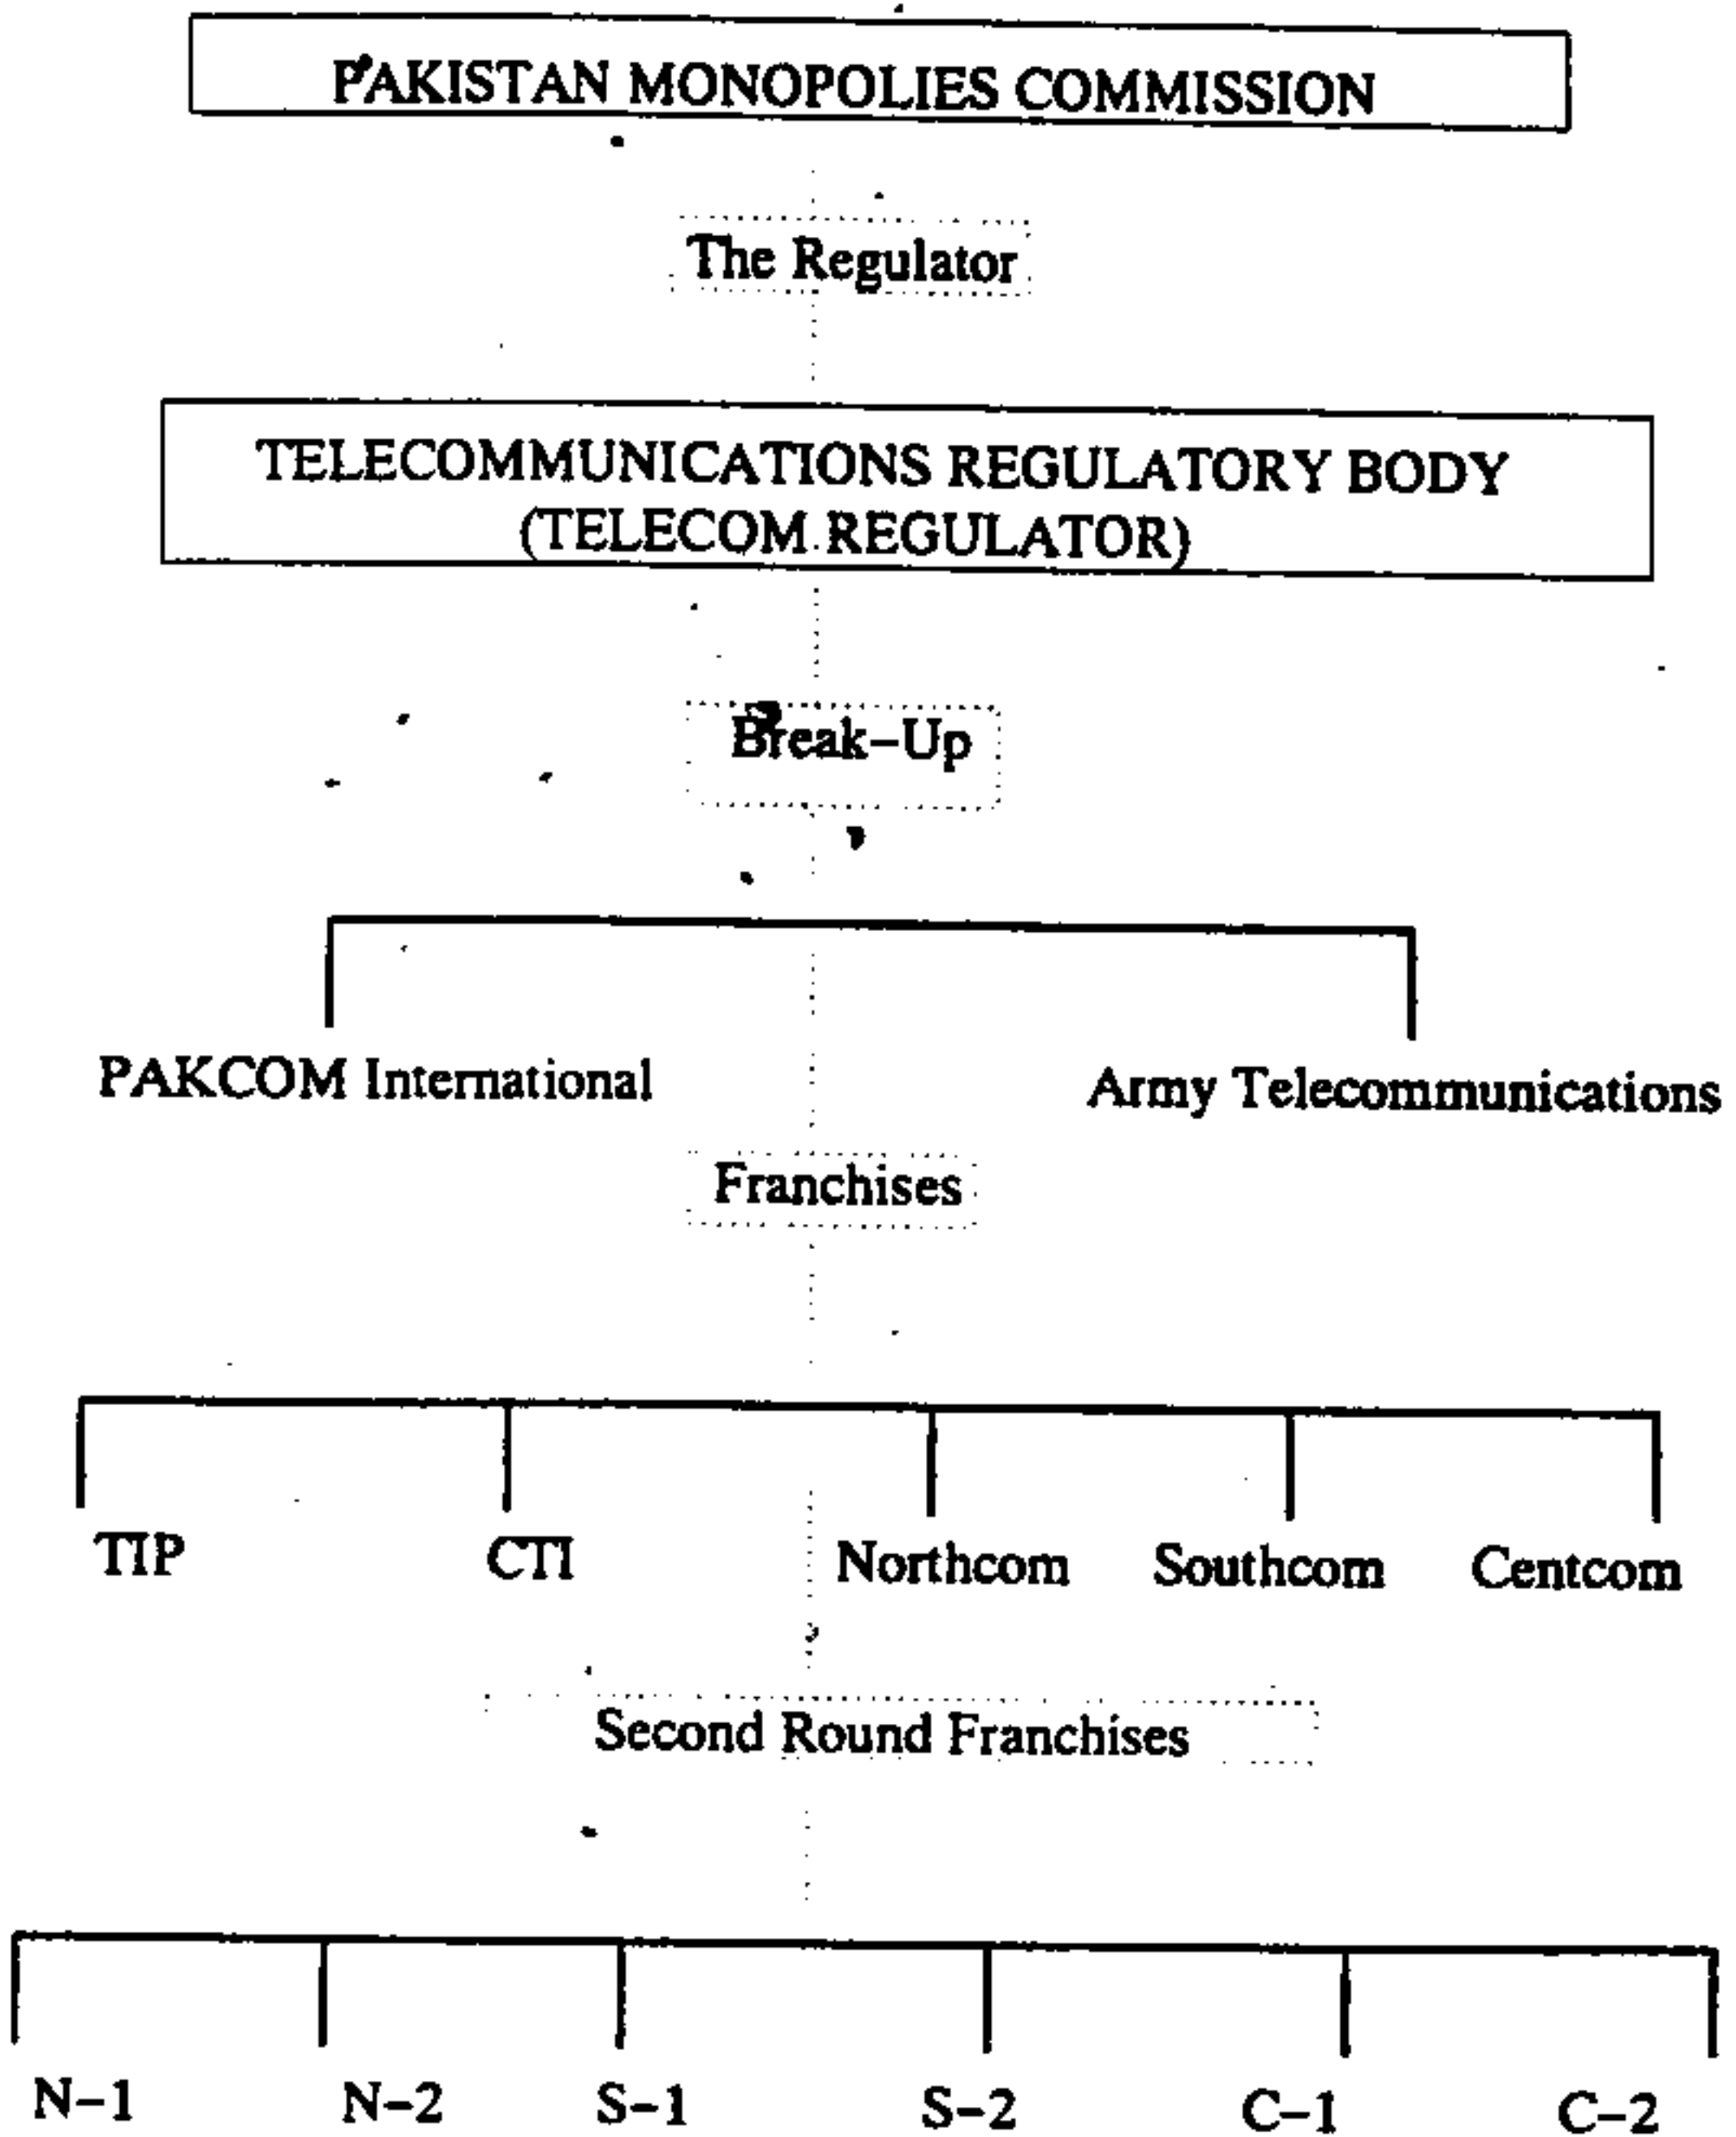 PAKISTAN MONOPOLIES COMMISSION
The Regulator
TELECOMMUNICATIONS REGULATORY BODY
(TELECOM REGULATOR)
Break-Up
PAKCOM International
Army Telecommunications
Franchises
TIP
CTI
Northcom
Southcom
Centcom
Second Round Franchises
N-1
N-2
S-1
S-2
C-1
C-2